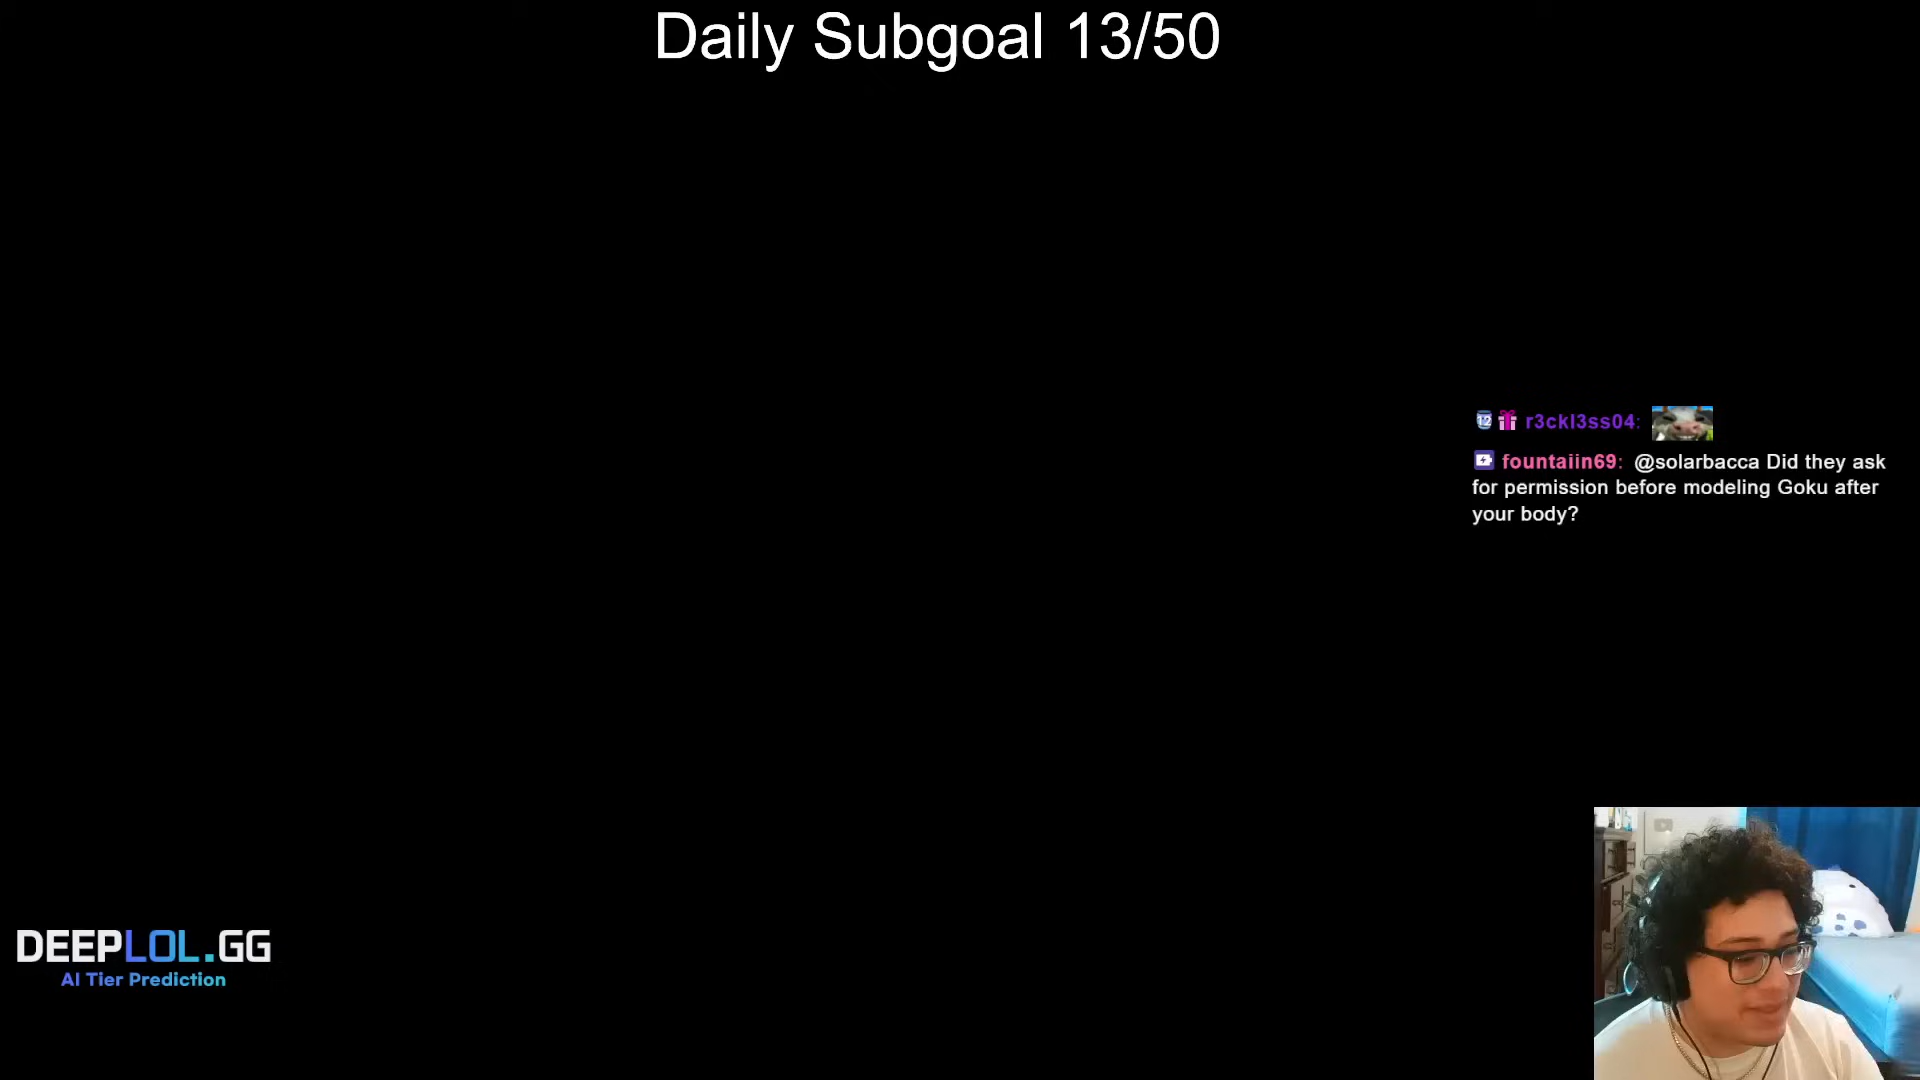 Daily Subgoal 13/50
12 r3ckl3ss04:
fountaiin69: @solarbacca Did they ask
for permission before modeling Goku after
your body?
DEEPLOL.GG
AI Tier Prediction